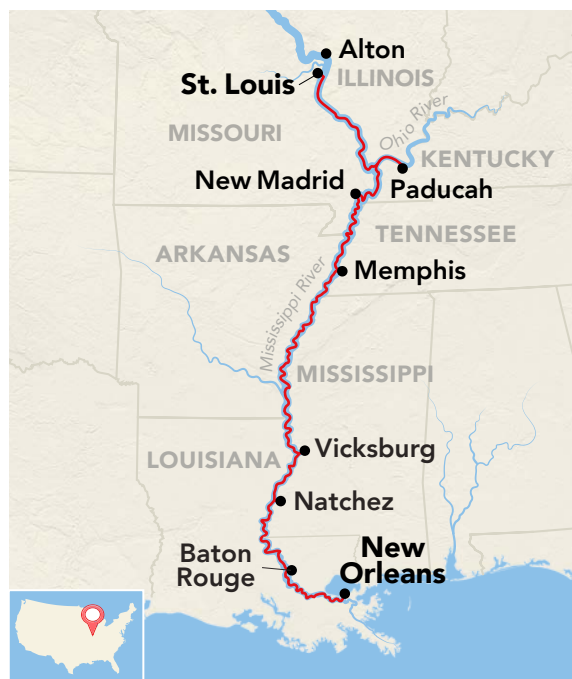 Alton
St. Louis
ILLINOIS
Ohio River
MISSOURI
KENTUCKY
New Madrid
Paducah
TENNESSEE
ARKANSAS
Memphis
Mississippi River
MISSISSIPPI
Vicksburg
LOUISIANA
Natchez
Baton
Rouge
New
Orleans